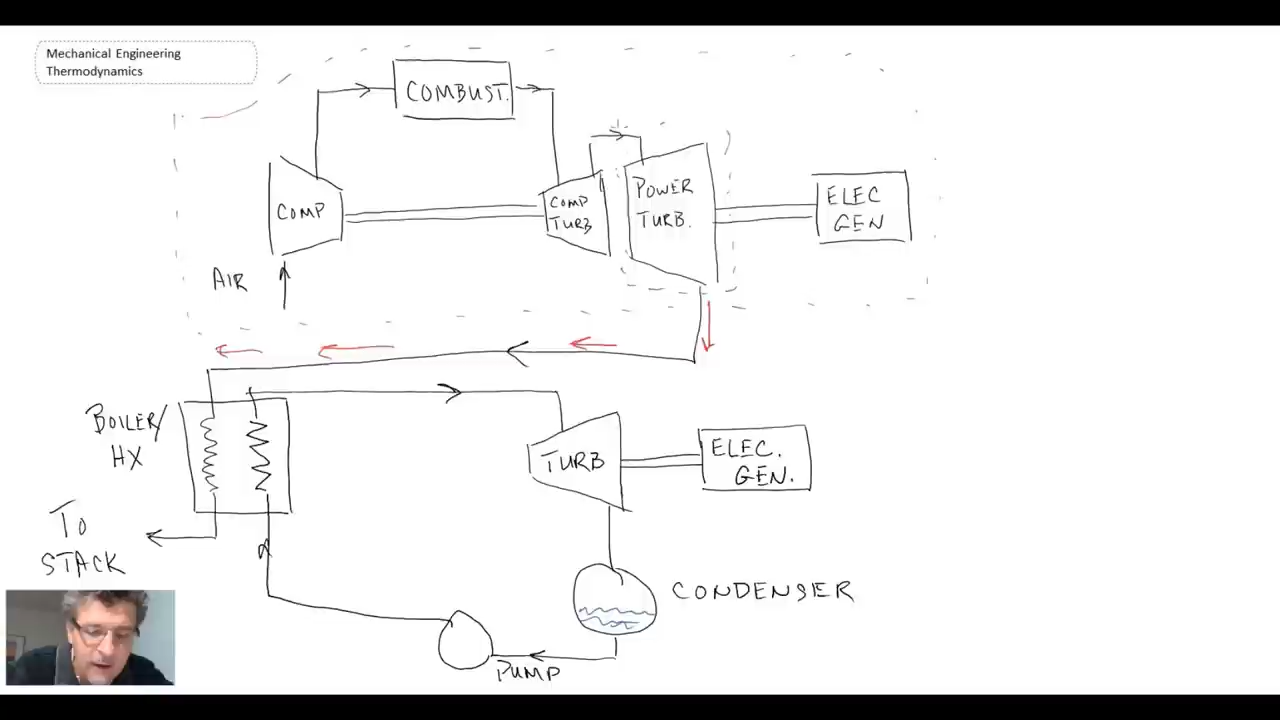 Mechanical Engineering
Thermodynamics
COMBUST.
COMP
COMP
TURB
POWER
TURB.
ELEC
GEN
AIR
BOILER/
HX
TURB
ELEC.
GEN.
TO
STACK
CONDENSER
PUMP